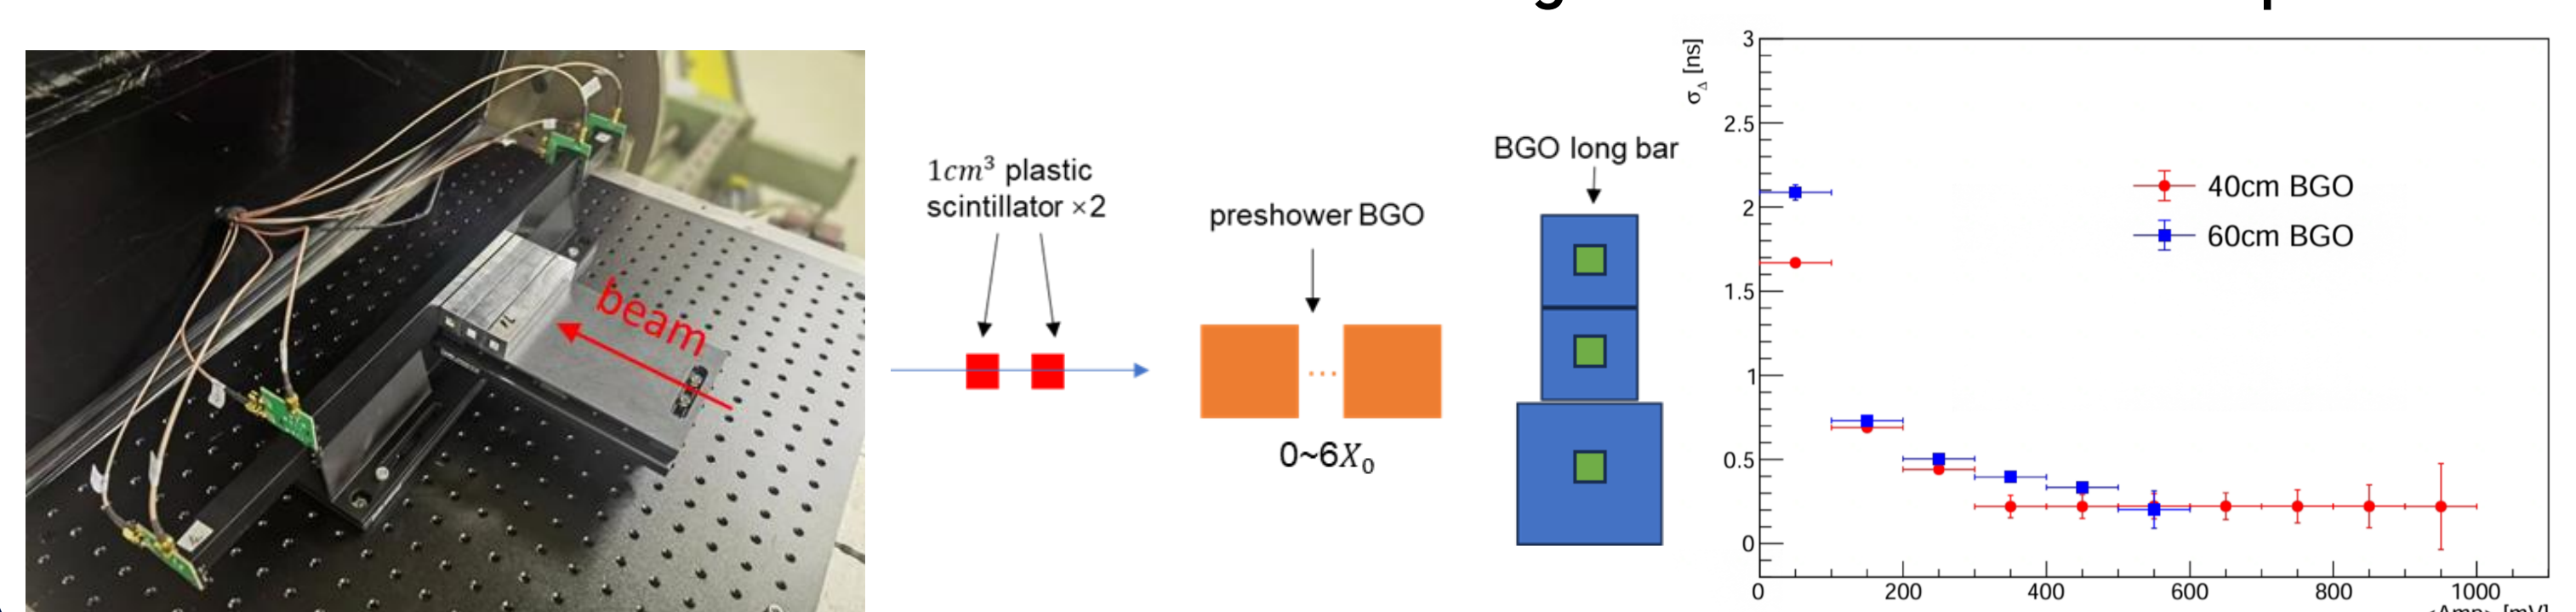 beam
1cm³ plastic
scintillator ×2
preshower BGO
0~6X₀
BGO long bar
σ_Δ [ns]
3
2.5
2
1.5
1
0.5
0
40cm BGO
60cm BGO
0 200 400 600 800 1000